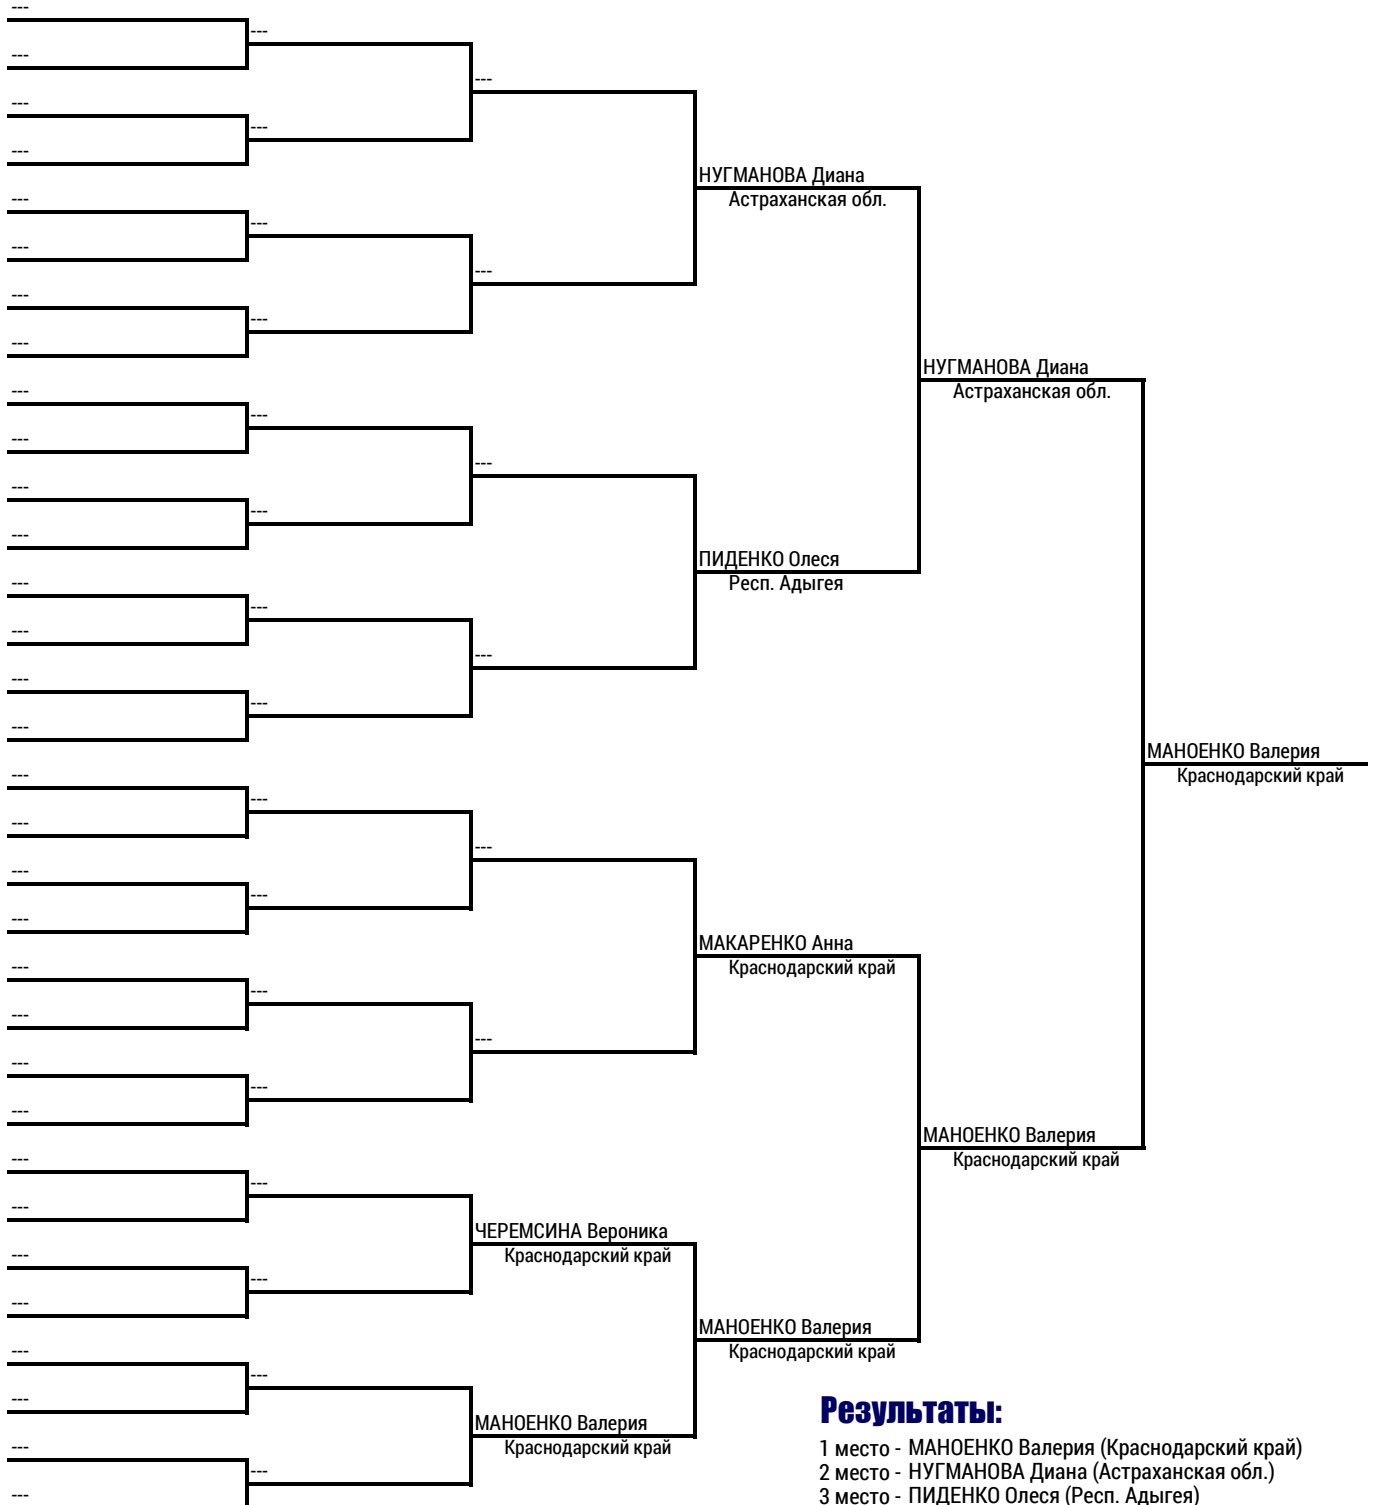 ---
---
---
---
---
---
---
НУГМАНОВА Диана
Астраханская обл.
---
---
---
---
---
---
---
НУГМАНОВА Диана
Астраханская обл.
---
---
---
---
---
---
---
ПИДЕНКО Олеся
Респ. Адыгея
---
---
---
---
---
---
---
МАНОЕНКО Валерия
Краснодарский край
---
---
---
---
---
---
---
МАКАРЕНКО Анна
Краснодарский край
---
---
---
---
---
---
---
МАНОЕНКО Валерия
Краснодарский край
---
---
---
ЧЕРЕМСИНА Вероника
Краснодарский край
---
---
---
МАНОЕНКО Валерия
Краснодарский край
---
---
---
МАНОЕНКО Валерия
Краснодарский край
---
---
---
Результаты:
1 место - МАНОЕНКО Валерия (Краснодарский край)
2 место - НУГМАНОВА Диана (Астраханская обл.)
3 место - ПИДЕНКО Олеся (Респ. Адыгея)